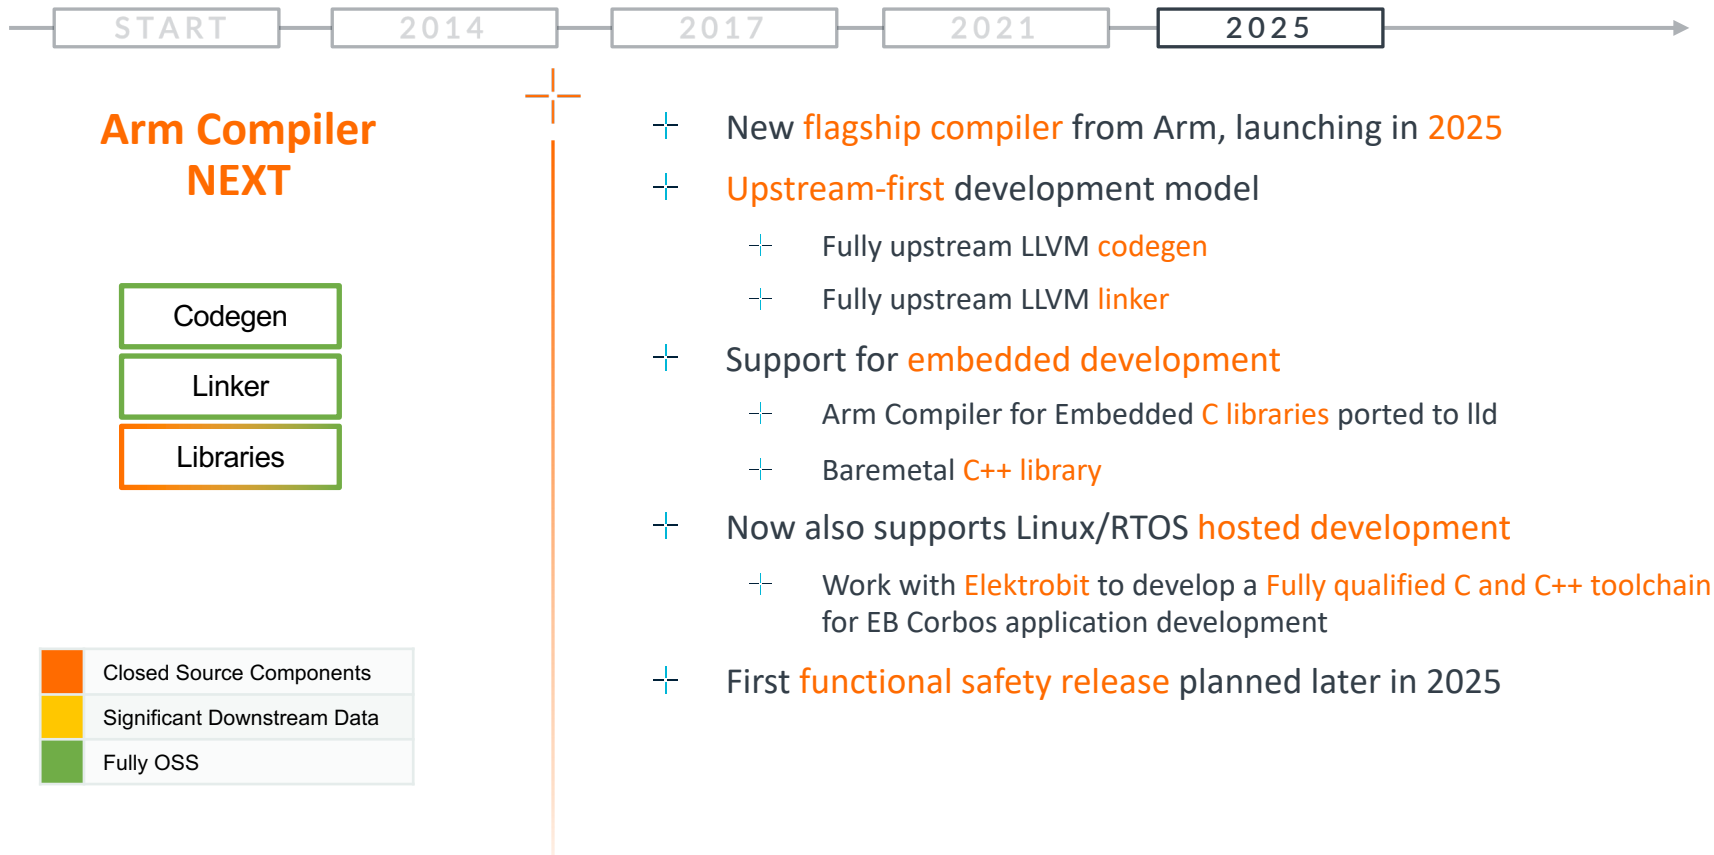 START
2014
2017
2021
2025
Arm Compiler
NEXT
Codegen
Linker
Libraries
Closed Source Components
Significant Downstream Data
Fully OSS
New flagship compiler from Arm, launching in 2025
Upstream-first development model
Fully upstream LLVM codegen
Fully upstream LLVM linker
Support for embedded development
Arm Compiler for Embedded C libraries ported to lld
Baremetal C++ library
Now also supports Linux/RTOS hosted development
Work with Elektrobit to develop a Fully qualified C and C++ toolchain
for EB Corbos application development
First functional safety release planned later in 2025